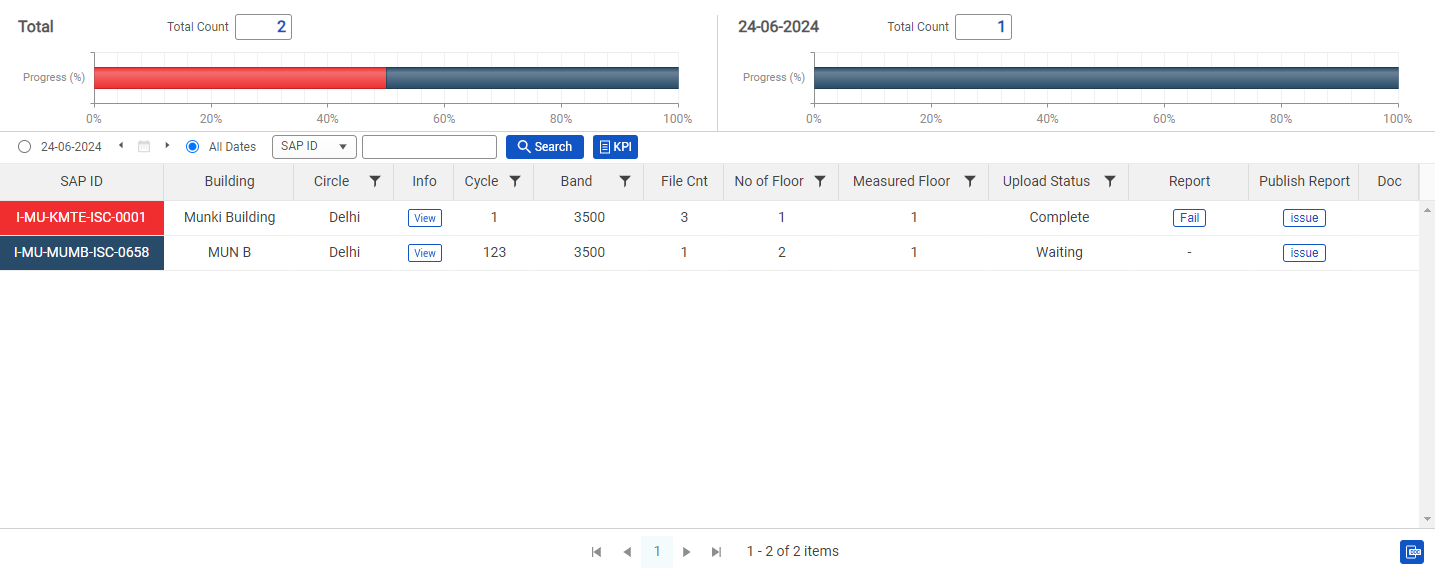 Total Total Count 2 24-06-2024 Total Count 1
Progress (%) Progress (%)
0% 20% 40% 60% 80% 100% 0% 20% 40% 60% 80% 100%
24-06-2024 All Dates SAP ID Search KPI
SAP ID Building Circle Info Cycle Band File Cnt No of Floor Measured Floor Upload Status Report Publish Report Doc
I-MU-KMTE-ISC-0001 Munki Building Delhi View 1 3500 3 1 1 Complete Fail issue
I-MU-MUMB-ISC-0658 MUN B Delhi View 123 3500 1 2 1 Waiting - issue
1 1 - 2 of 2 items